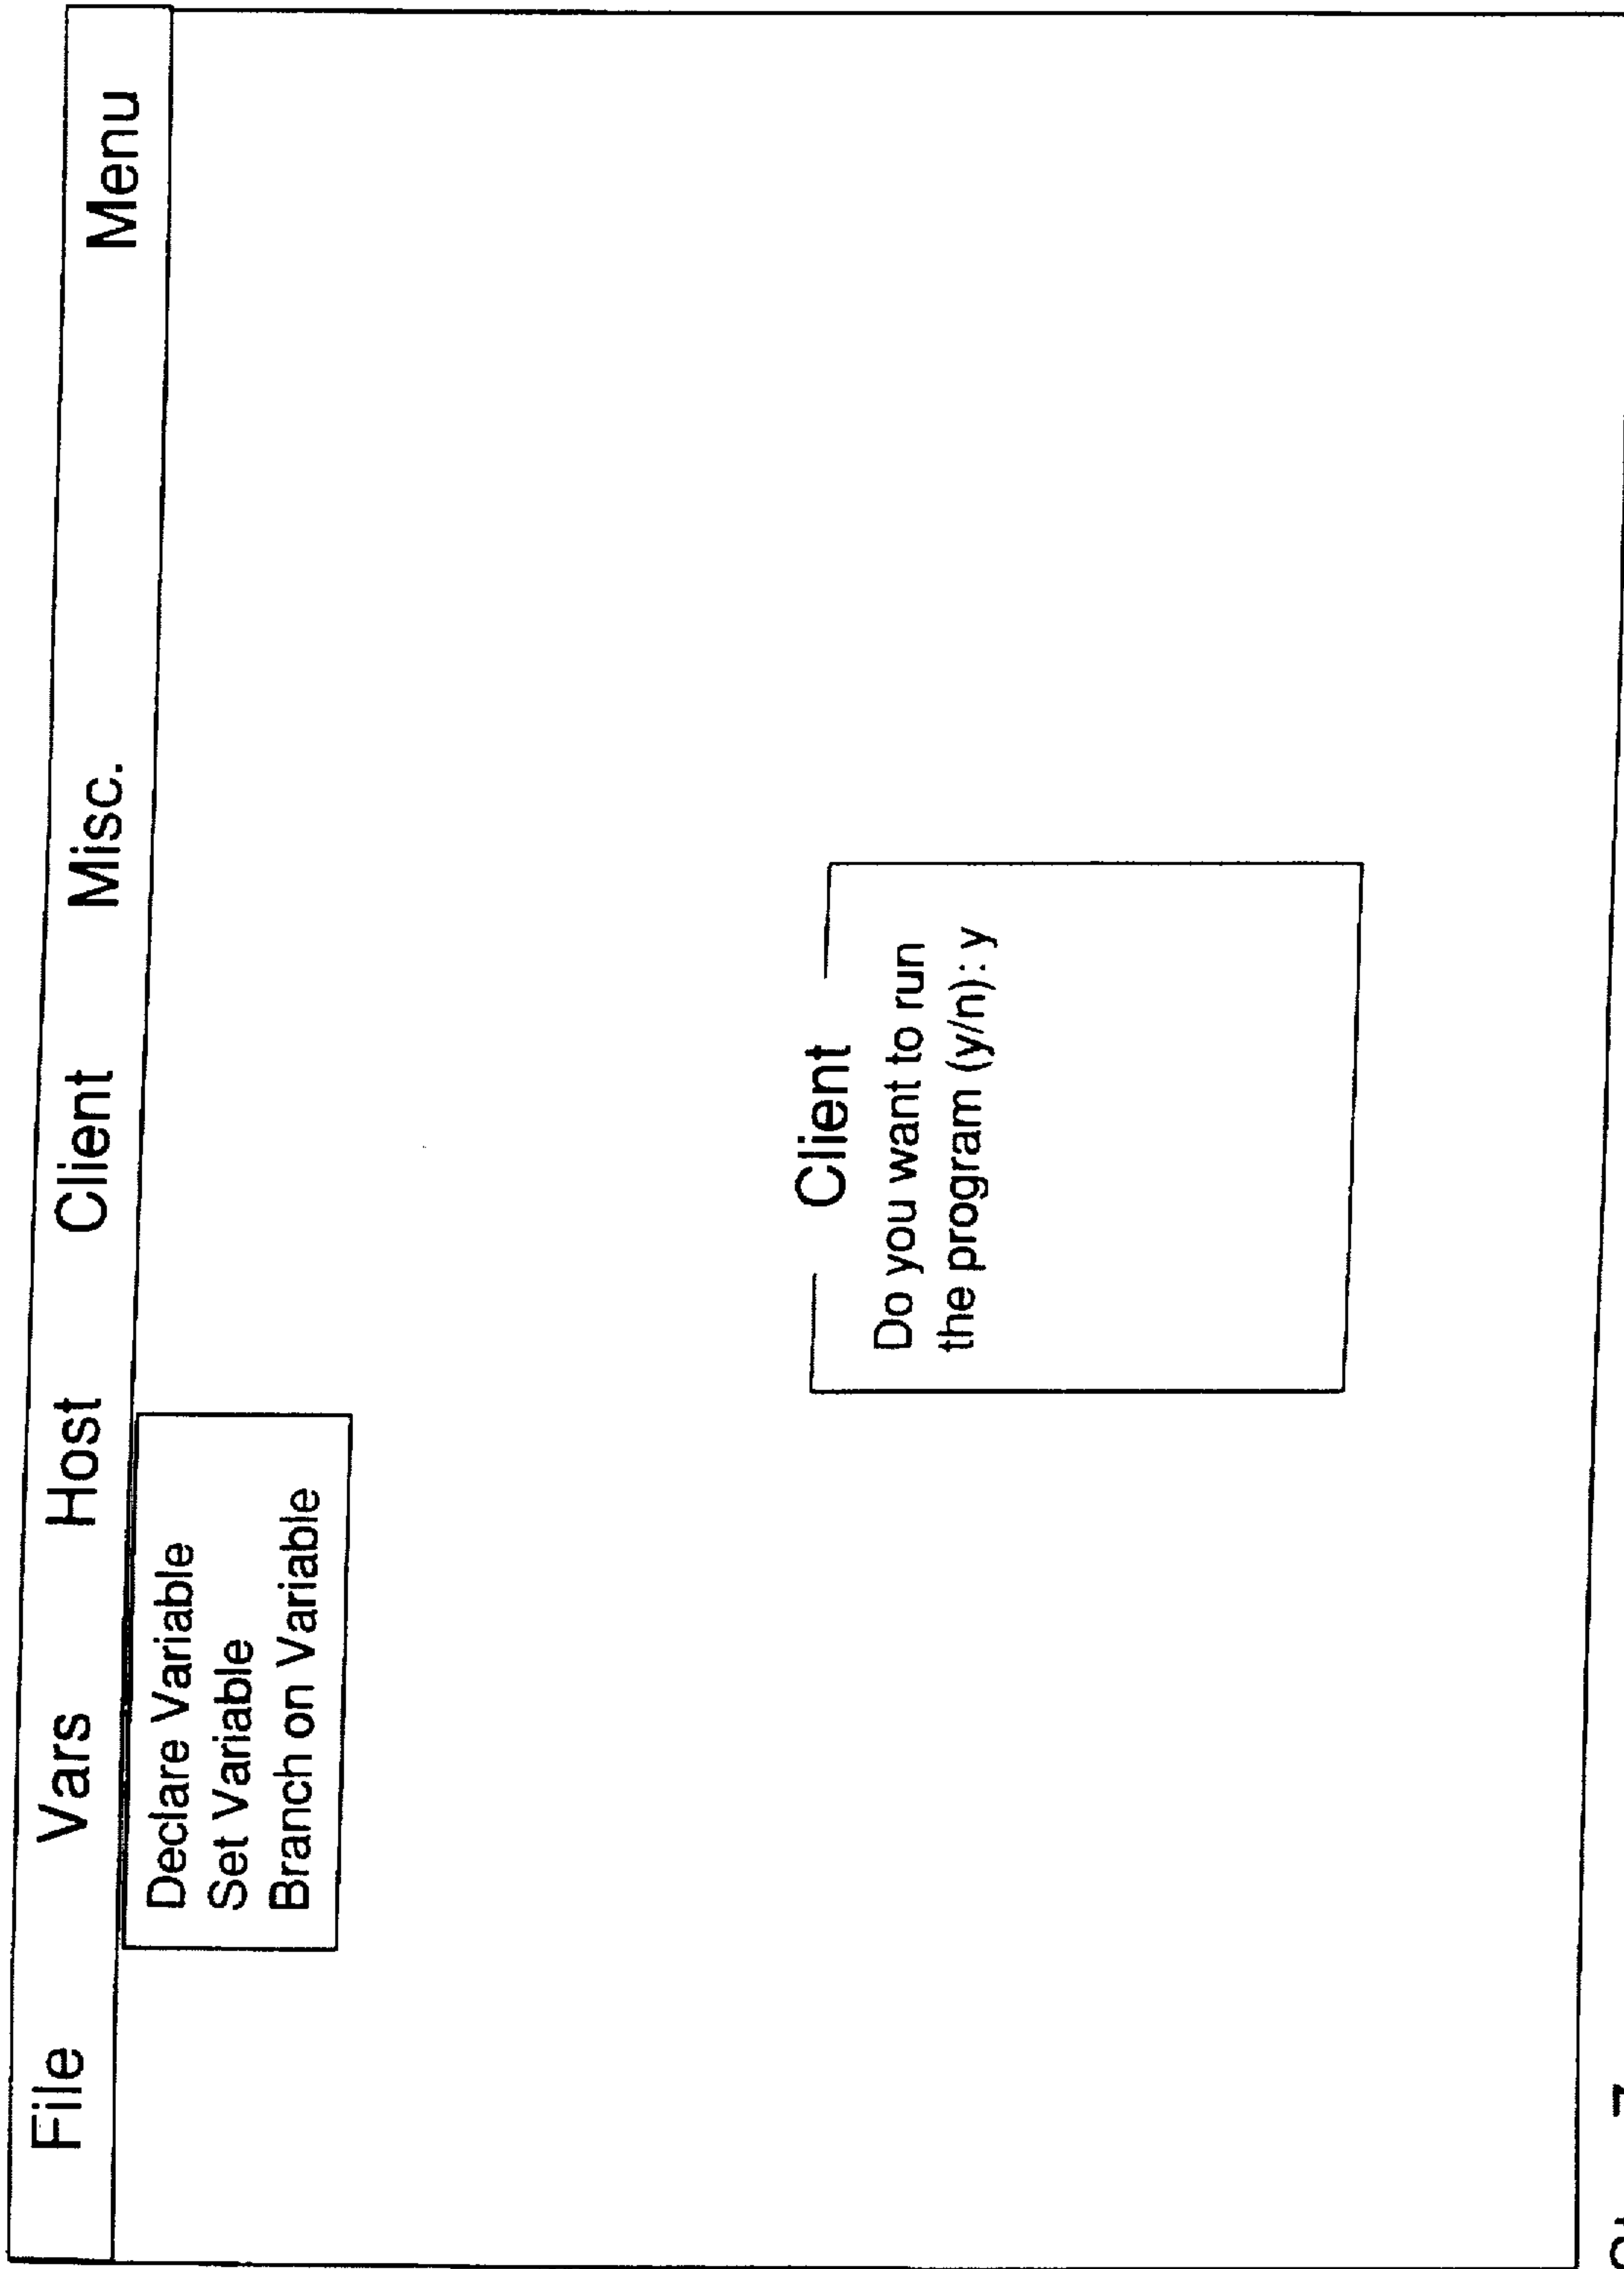 File Vars Host Client Misc. Menu
Declare Variable
Set Variable
Branch on Variable
Client
Do you want to run
the program (y/n): y